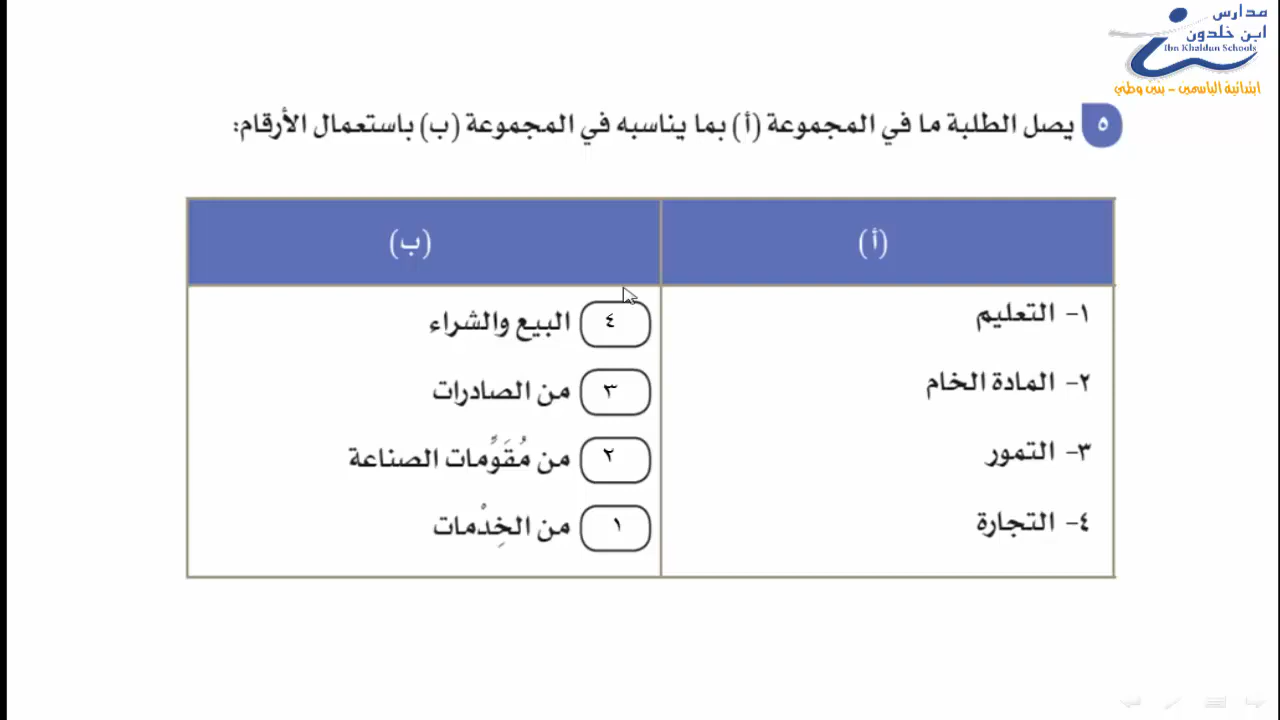 مدارس
ابن خلدون
Ibn Khaldun Schools
ابتدائية الياسمين - بنين وطي
٥ يصل الطلبة ما في المجموعة (أ) بما يناسبه في المجموعة (ب) باستعمال الأرقام:
(أ) (ب)
١- التعليم
٢- المادة الخام
٣- التمور
٤- التجارة
٤ البيع والشراء
٣ من الصادرات
٢ من مُقَوِّمات الصناعة
١ من الخِدْمات